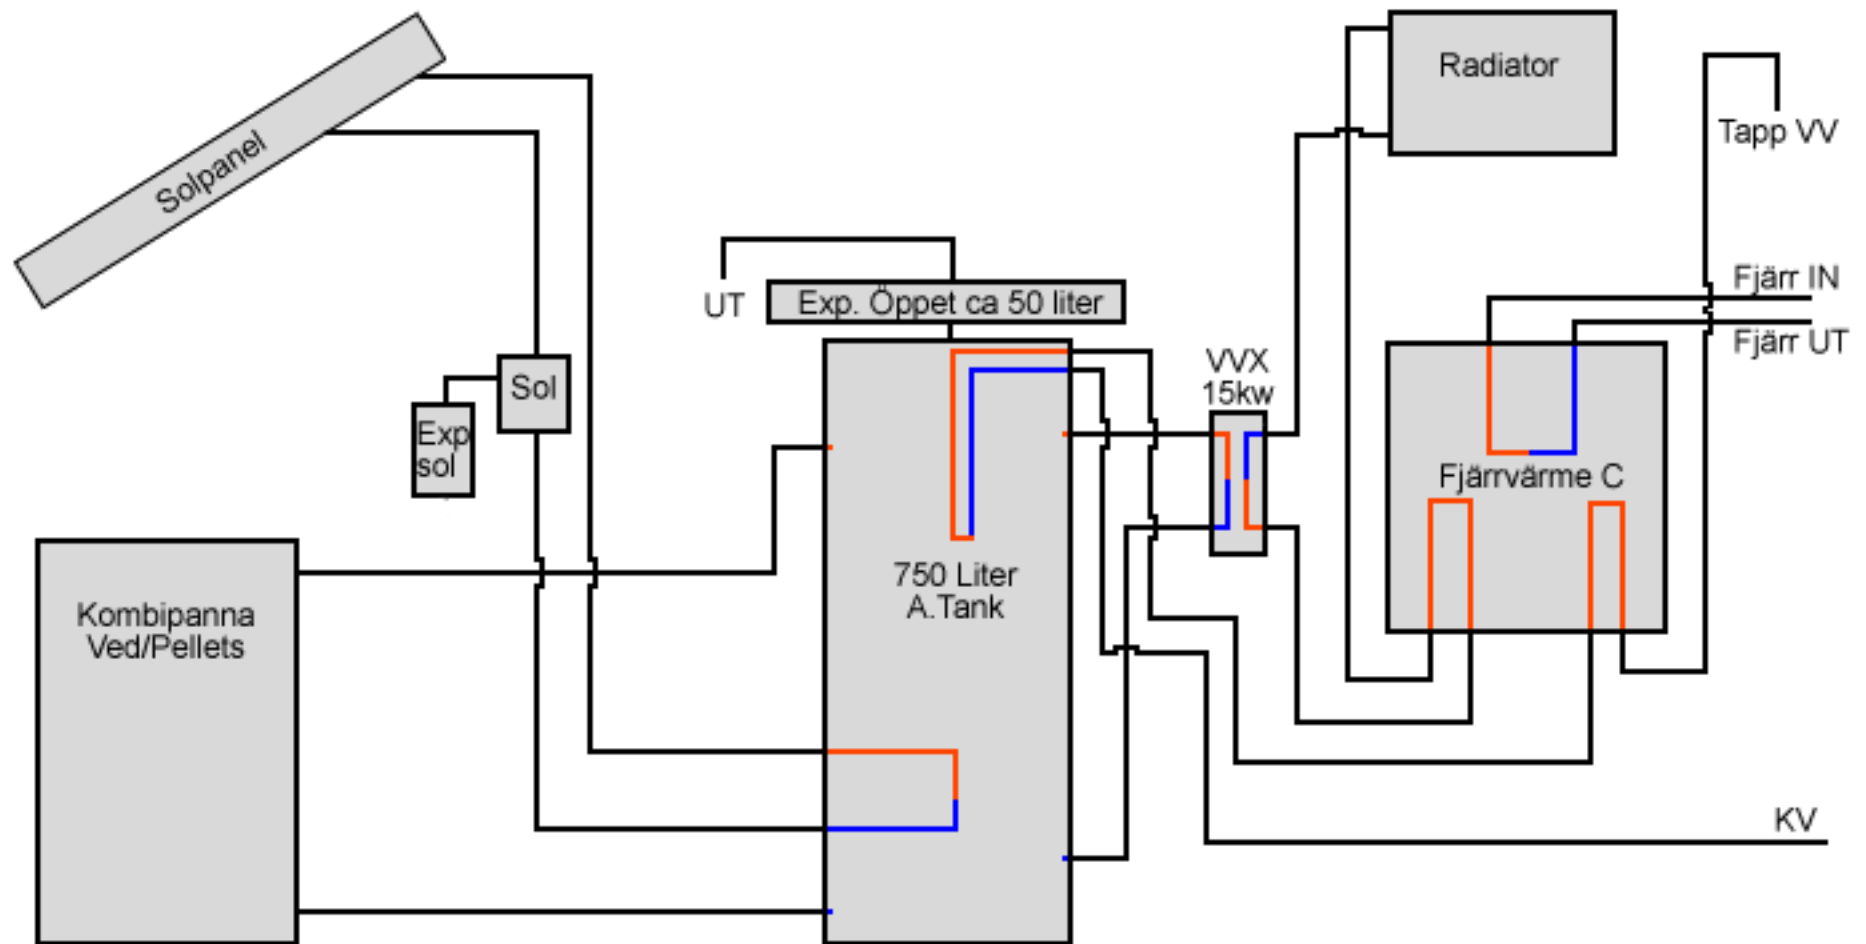 Radiator
Tapp VV
Solpanel
Fjärr IN
UT
Exp. Öppet ca 50 liter
Fjärr UT
VVX
15kw
Sol
Exp
sol
Fjärrvärme C
750 Liter
A.Tank
Kombipanna
Ved/Pellets
KV